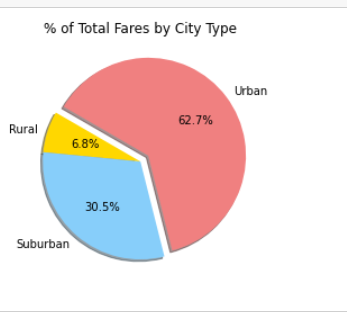 % of Total Fares by City Type
Urban
62.7%
Rural
6.8%
30.5%
Suburban